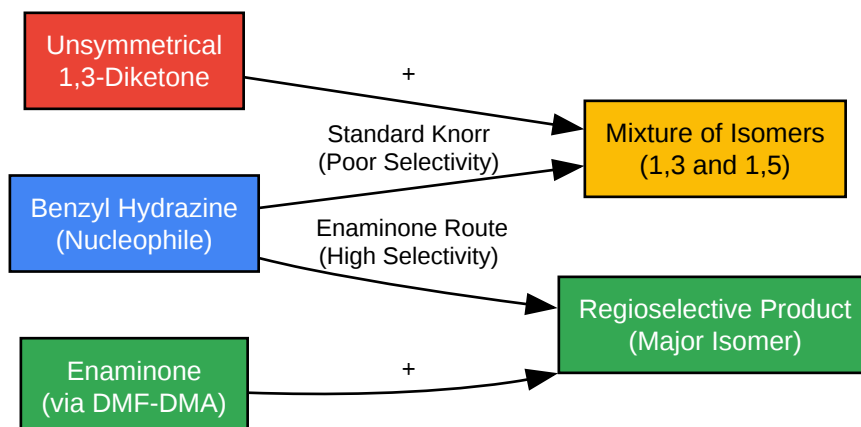 Unsymmetrical
1,3-Diketone
+
Standard Knorr
(Poor Selectivity)
Mixture of Isomers
(1,3 and 1,5)
Benzyl Hydrazine
(Nucleophile)
Enaminone Route
(High Selectivity)
Regioselective Product
(Major Isomer)
Enaminone
(via DMF-DMA)
+